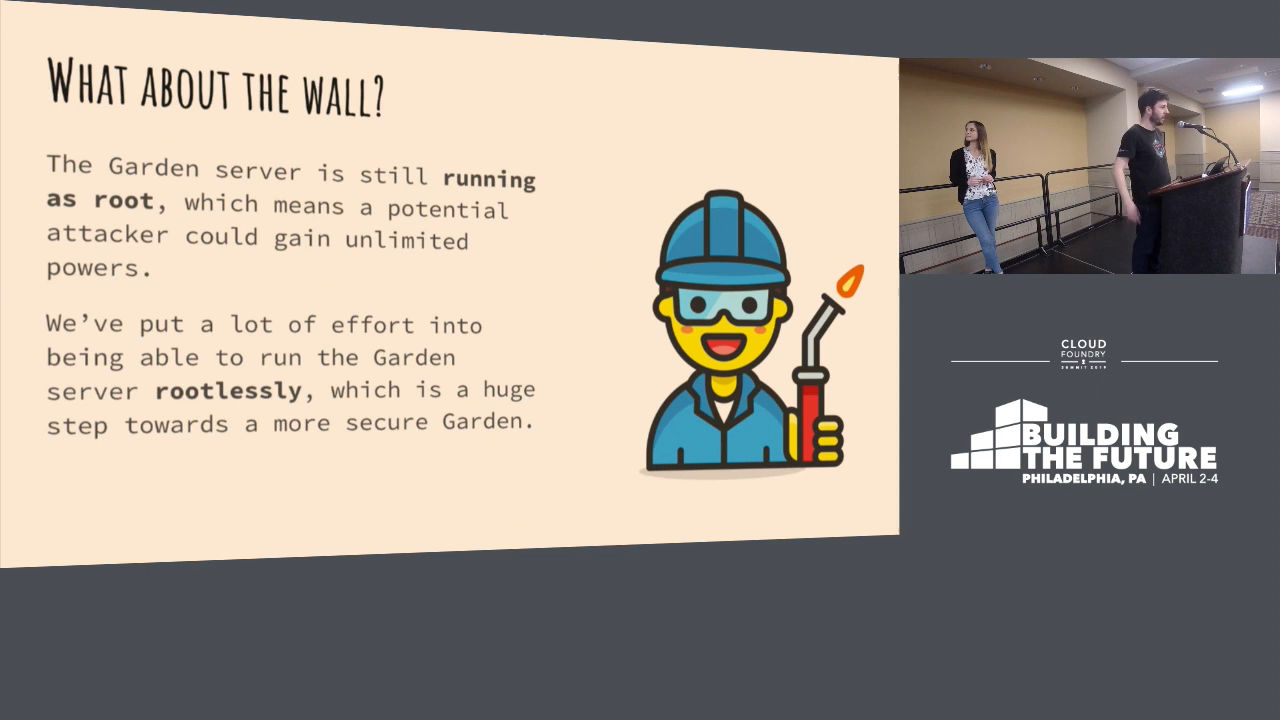 WHAT ABOUT THE WALL?
The Garden server is still running
as root, which means a potential
attacker could gain unlimited
powers.
We’ve put a lot of effort into
being able to run the Garden
server rootlessly, which is a huge
step towards a more secure Garden.
CLOUD
FOUNDRY
SUMMIT 2019
BUILDING
THE FUTURE
PHILADELPHIA, PA | APRIL 2-4